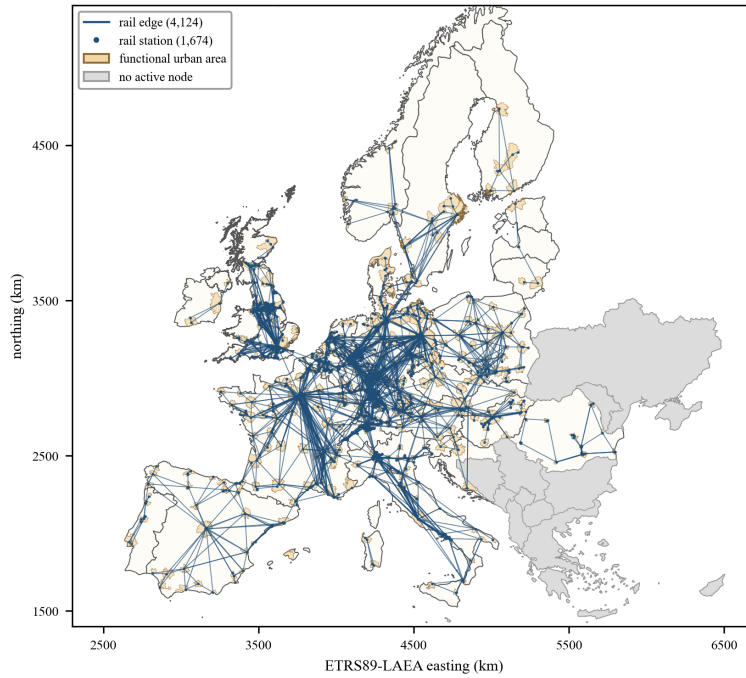 rail edge (4,124)
rail station (1,674)
functional urban area
no active node
northing (km)
4500
3500
2500
1500
2500
3500
4500
5500
6500
ETRS89-LAEA easting (km)